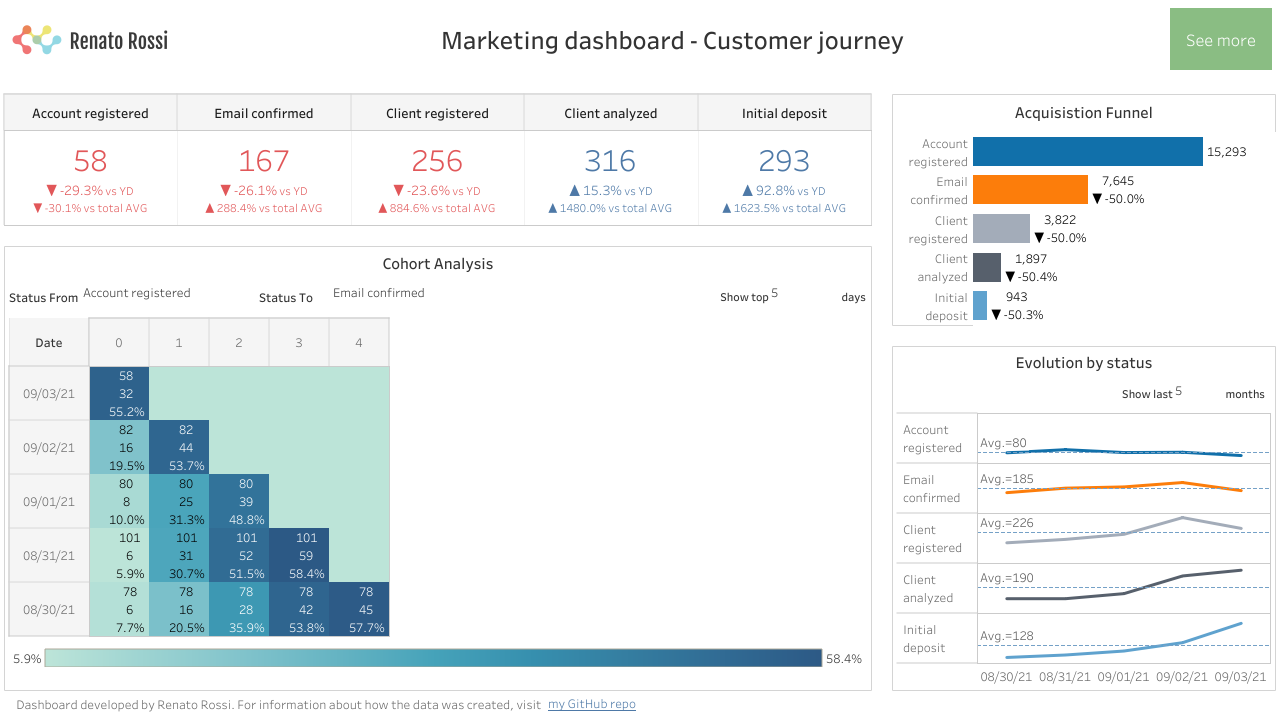 Renato Rossi
Marketing dashboard - Customer journey
See more
Account registered
Email confirmed
Client registered
Client analyzed
Initial deposit
58
167
256
316
293
▼ -29.3% vs YD
▼ -26.1% vs YD
▼ -23.6% vs YD
▲ 15.3% vs YD
▲ 92.8% vs YD
▼ -30.1% vs total AVG
▲ 288.4% vs total AVG
▲ 884.6% vs total AVG
▲ 1480.0% vs total AVG
▲ 1623.5% vs total AVG
Acquisistion Funnel
Account
registered
15,293
Email
confirmed
7,645
▼ -50.0%
Client
registered
3,822
▼ -50.0%
Client
analyzed
1,897
▼ -50.4%
Initial
deposit
943
▼ -50.3%
Cohort Analysis
Status From Account registered
Status To Email confirmed
Show top 5 days
Date 0 1 2 3 4
09/03/21
58
32
55.2%
09/02/21
82 82
16 44
19.5% 53.7%
09/01/21
80 80 80
8 25 39
10.0% 31.3% 48.8%
08/31/21
101 101 101 101
6 31 52 59
5.9% 30.7% 51.5% 58.4%
08/30/21
78 78 78 78 78
6 16 28 42 45
7.7% 20.5% 35.9% 53.8% 57.7%
5.9% 58.4%
Evolution by status
Show last 5 months
Account
registered
Avg.=80
Email
confirmed
Avg.=185
Client
registered
Avg.=226
Client
analyzed
Avg.=190
Initial
deposit
Avg.=128
08/30/21 08/31/21 09/01/21 09/02/21 09/03/21
Dashboard developed by Renato Rossi. For information about how the data was created, visit my GitHub repo